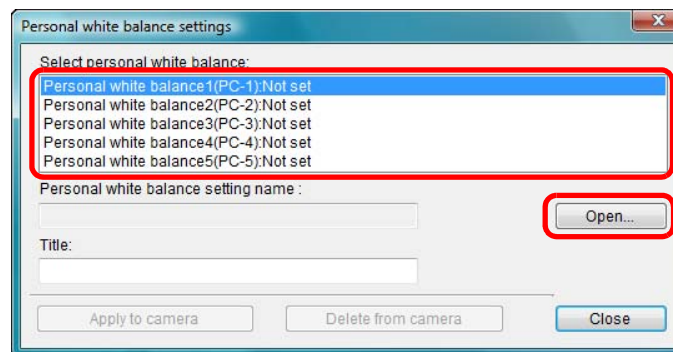 Personal white balance settings
Select personal white balance:
Personal white balance1(PC-1):Not set
Personal white balance2(PC-2):Not set
Personal white balance3(PC-3):Not set
Personal white balance4(PC-4):Not set
Personal white balance5(PC-5):Not set
Personal white balance setting name :
Open...
Title:
Apply to camera Delete from camera Close